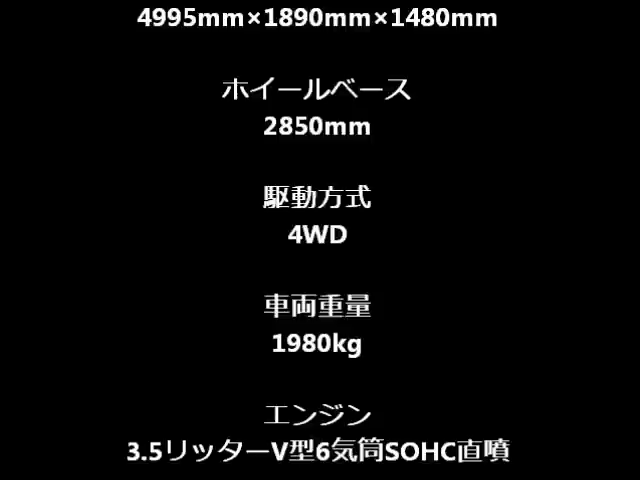 4995mm×1890mm×1480mm
ホイールベース
2850mm
駆動方式
4WD
車両重量
1980kg
エンジン
3.5リッターV型6気筒SOHC直噴